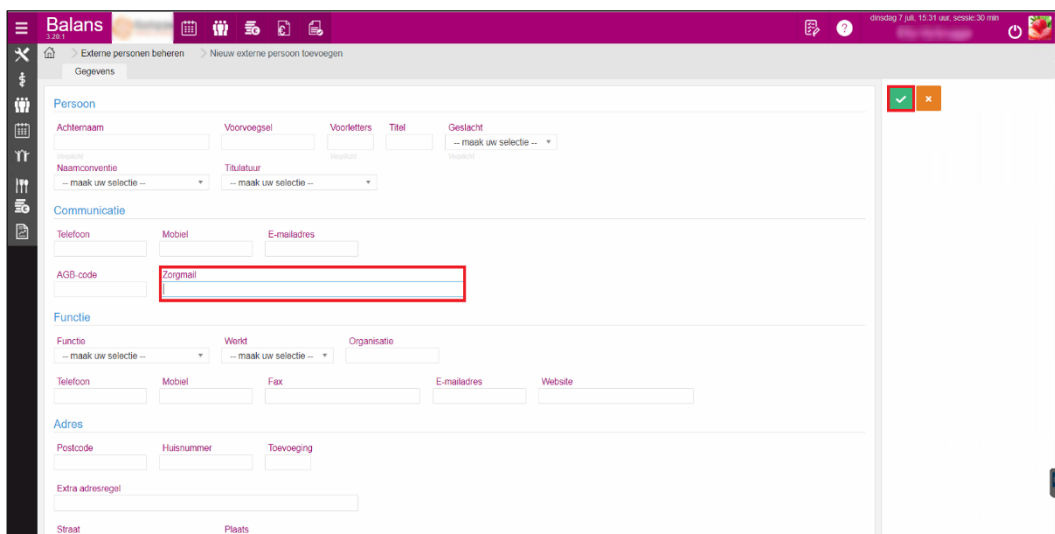 Balans
3.20.1
dinsdag 7 juli, 15:31 uur, sessie:30 min
Externe personen beheren
Nieuw externe persoon toevoegen
Gegevens
Persoon
Achternaam Voorvoegsel Voorletters Titel Geslacht
-- maak uw selectie --
Verplicht Verplicht Verplicht
Naamconventie Titulatuur
-- maak uw selectie -- -- maak uw selectie --
Communicatie
Telefoon Mobiel E-mailadres
AGB-code Zorgmail
Functie
Functie Werkt Organisatie
-- maak uw selectie -- -- maak uw selectie --
Telefoon Mobiel Fax E-mailadres Website
Adres
Postcode Huisnummer Toevoeging
Extra adresregel
Straat Plaats